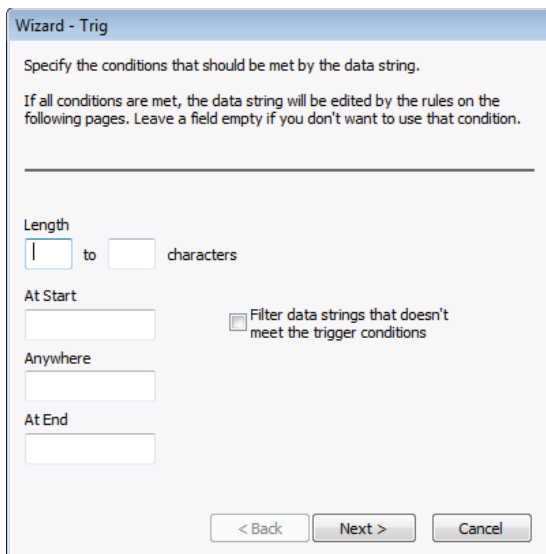 Wizard - Trig
Specify the conditions that should be met by the data string.
If all conditions are met, the data string will be edited by the rules on the
following pages. Leave a field empty if you don't want to use that condition.
Length
to characters
At Start
Filter data strings that doesn't
meet the trigger conditions
Anywhere
At End
< Back Next > Cancel